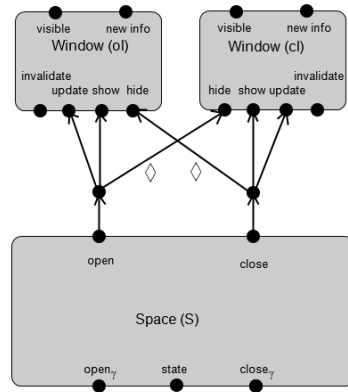 visible new info
Window (ol)
invalidate
update show hide
visible new info
Window (cl)
invalidate
hide show update
open close
Space (S)
openγ state closeγ